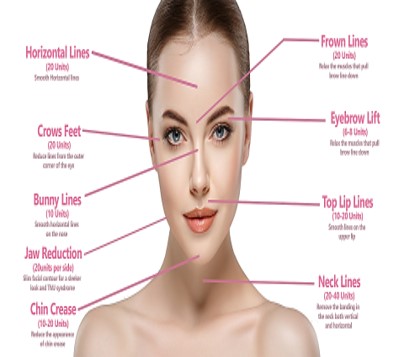 Horizontal Lines
(20 Units)
Smooth Horizontal lines
Crows Feet
(20 Units)
Reduce lines from the outer
corner of the eye
Bunny Lines
(10 Units)
Smooth horizontal lines
on the nose
Jaw Reduction
(20units per side)
Slim facial contour for a sleeker
look and TMJ syndrome
Chin Crease
(10-20 Units)
Reduce the appearance
of chin crease
Frown Lines
(20 Units)
Relax the muscles that pull
brow line down
Eyebrow Lift
(6-8 Units)
Relax the muscles that pull
brow line down
Top Lip Lines
(10-20 Units)
Smooth lines on the
upper lip
Neck Lines
(20-40 Units)
Remove the banding in
the neck both vertical
and horizontal